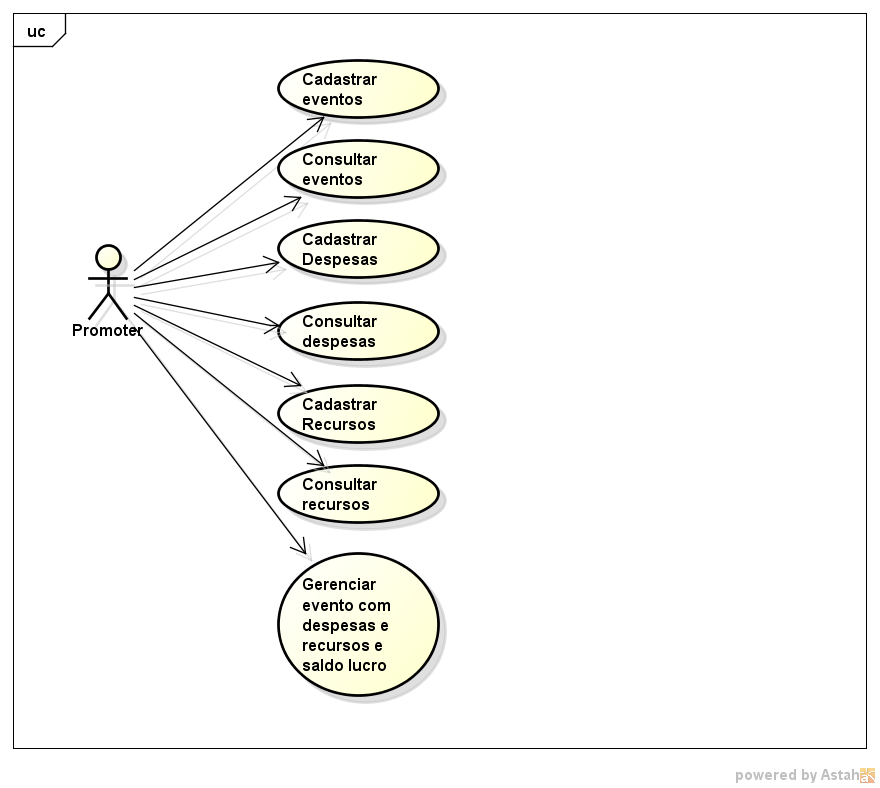 uc
Cadastrar
eventos
Consultar
eventos
Cadastrar
Despesas
Consultar
despesas
Promoter
Cadastrar
Recursos
Consultar
recursos
Gerenciar
evento com
despesas e
recursos e
saldo lucro
powered by Astah